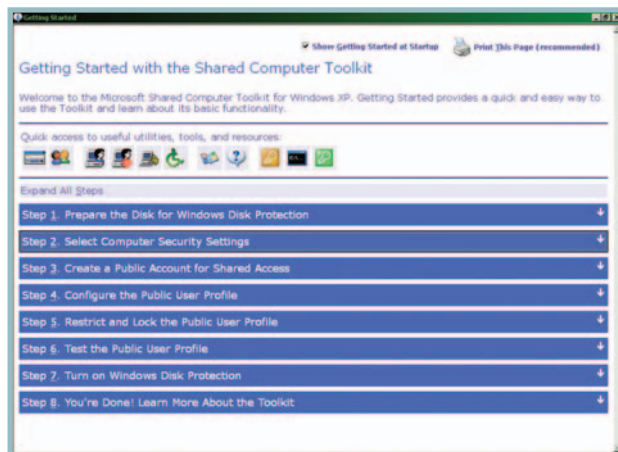 Getting Started
Show Getting Started at Startup
Print This Page (recommended)
Getting Started with the Shared Computer Toolkit
Welcome to the Microsoft Shared Computer Toolkit for Windows XP. Getting Started provides a quick and easy way to
use the Toolkit and learn about its basic functionality.
Quick access to useful utilities, tools, and resources:
Expand All Steps
Step 1. Prepare the Disk for Windows Disk Protection
Step 2. Select Computer Security Settings
Step 3. Create a Public Account for Shared Access
Step 4. Configure the Public User Profile
Step 5. Restrict and Lock the Public User Profile
Step 6. Test the Public User Profile
Step 7. Turn on Windows Disk Protection
Step 8. You're Done! Learn More About the Toolkit